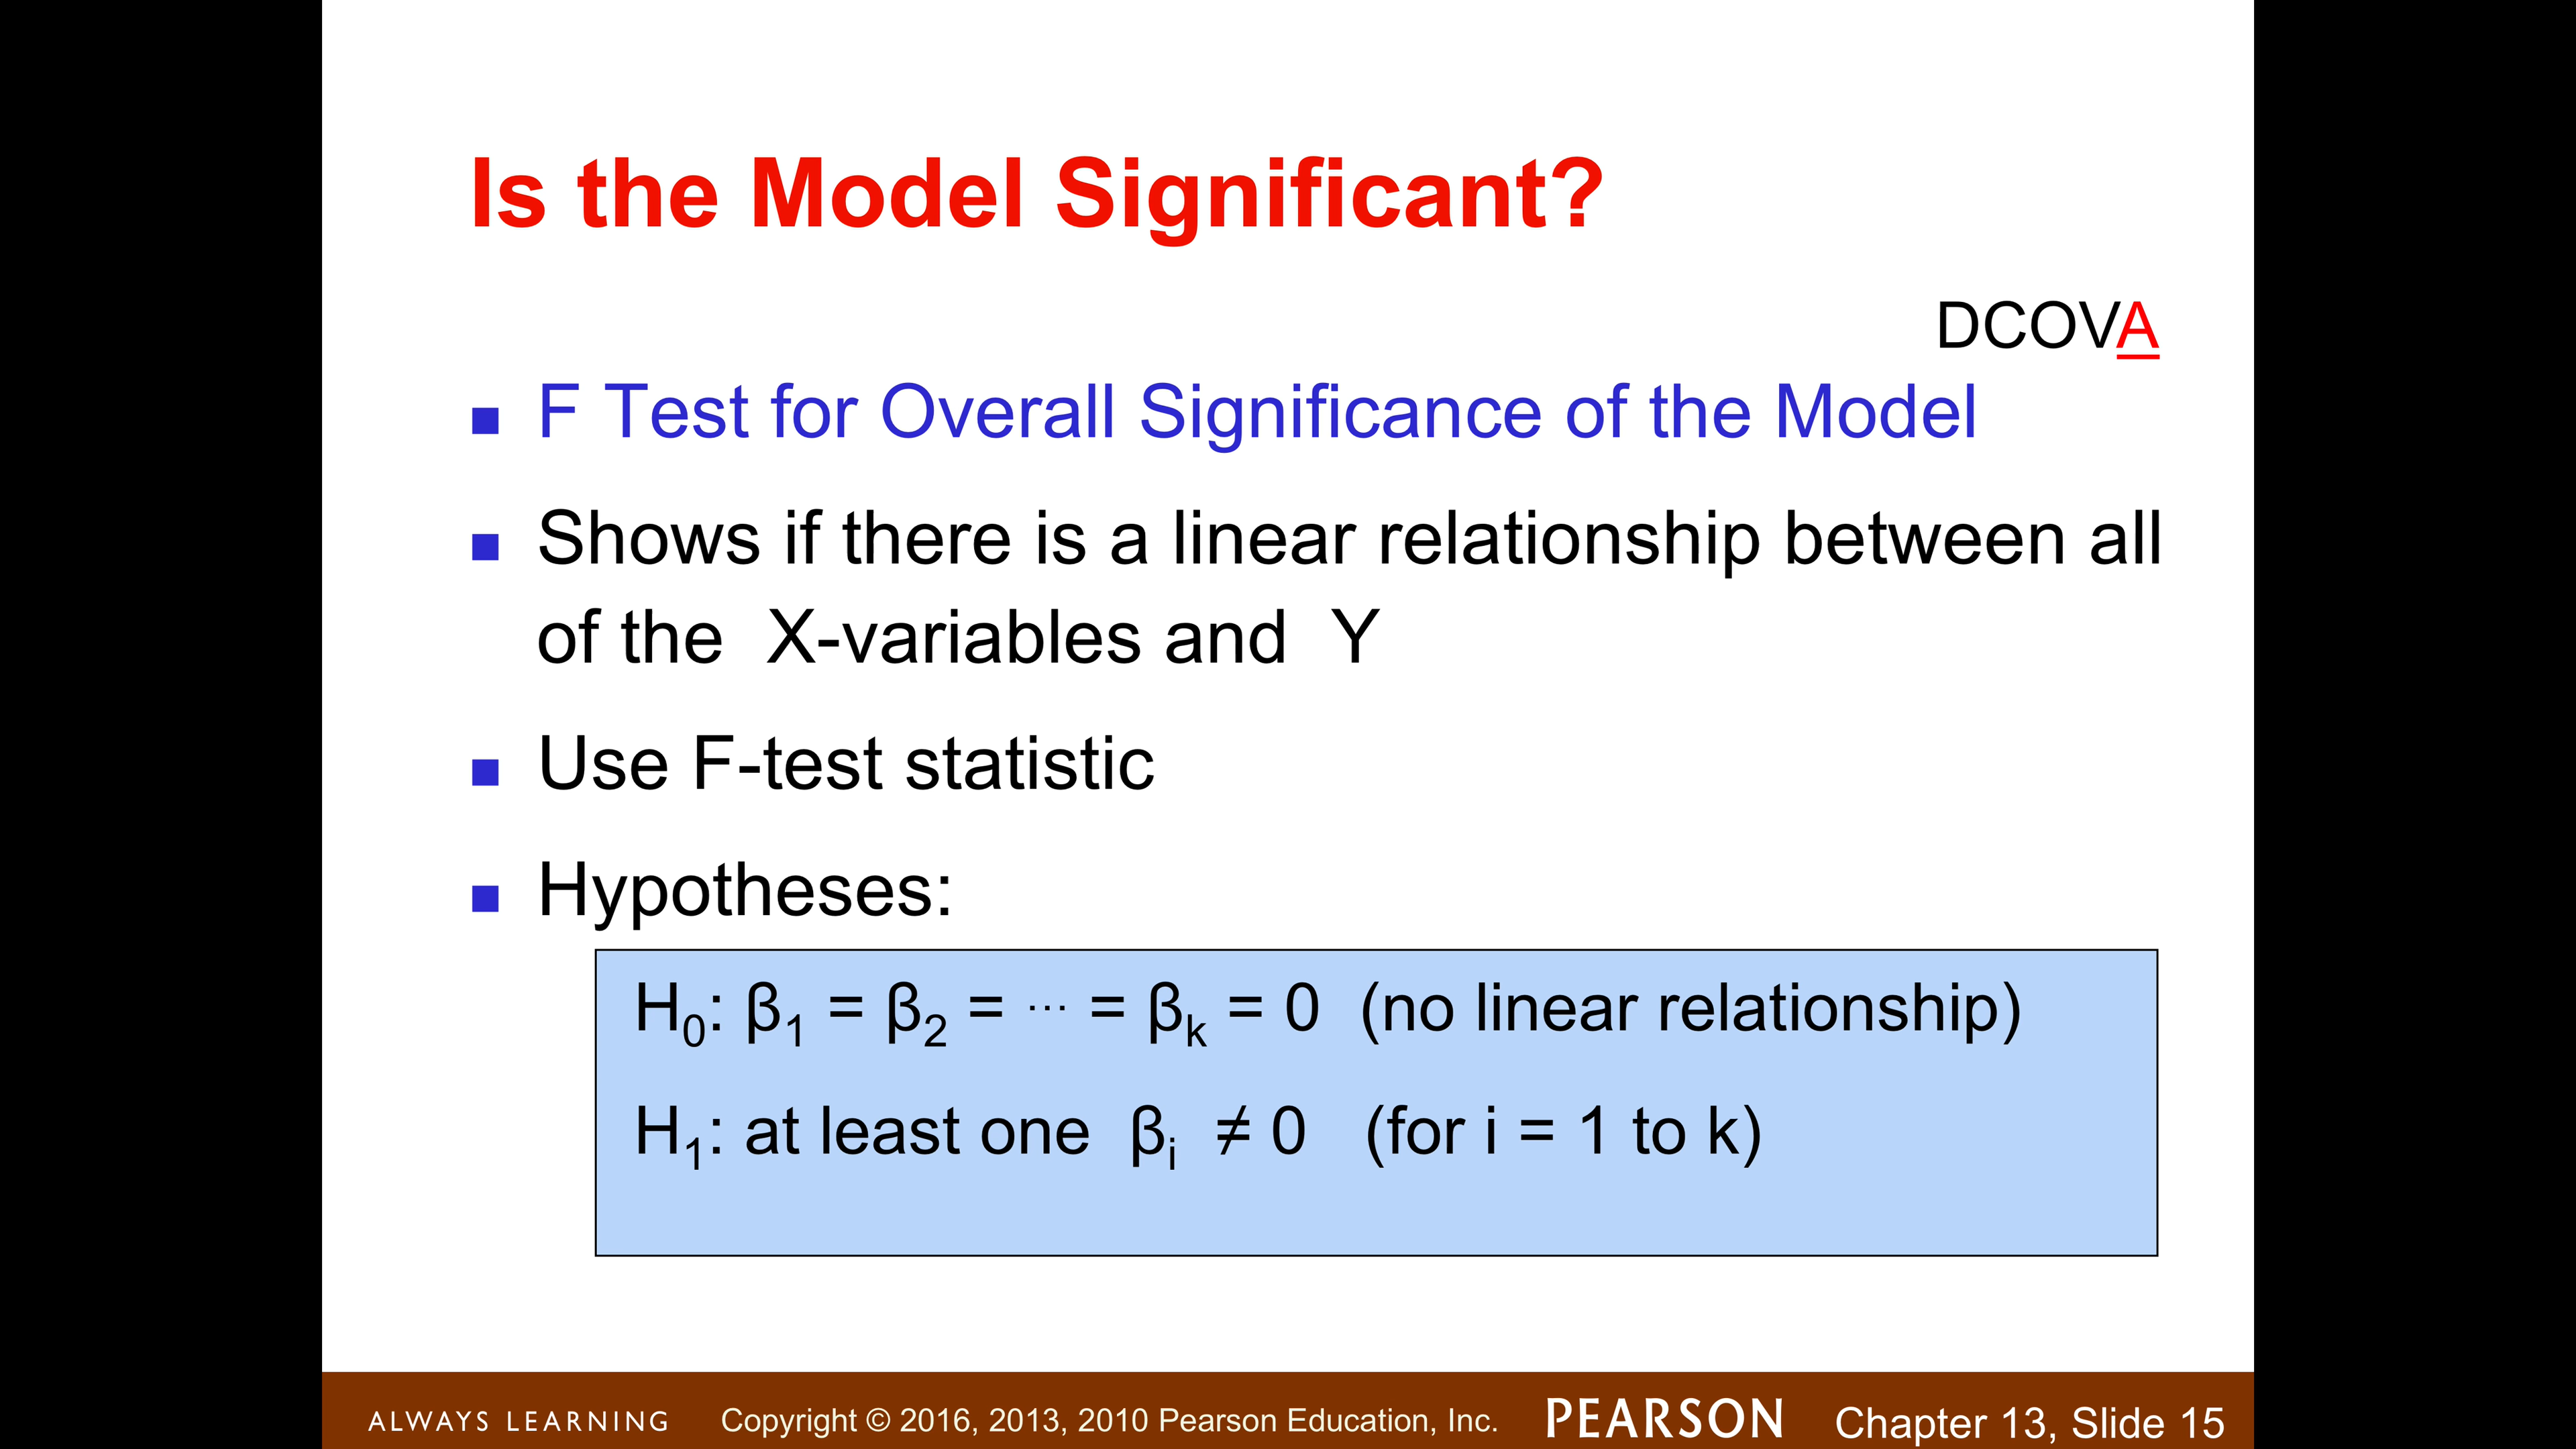 Is the Model Significant?
DCOVA
F Test for Overall Significance of the Model
Shows if there is a linear relationship between all
of the X-variables and Y
Use F-test statistic
Hypotheses:
H₀: β₁ = β₂ = ⋯ = βₖ = 0 (no linear relationship)
H₁: at least one βᵢ ≠ 0 (for i = 1 to k)
ALWAYS LEARNING Copyright © 2016, 2013, 2010 Pearson Education, Inc. PEARSON Chapter 13, Slide 15